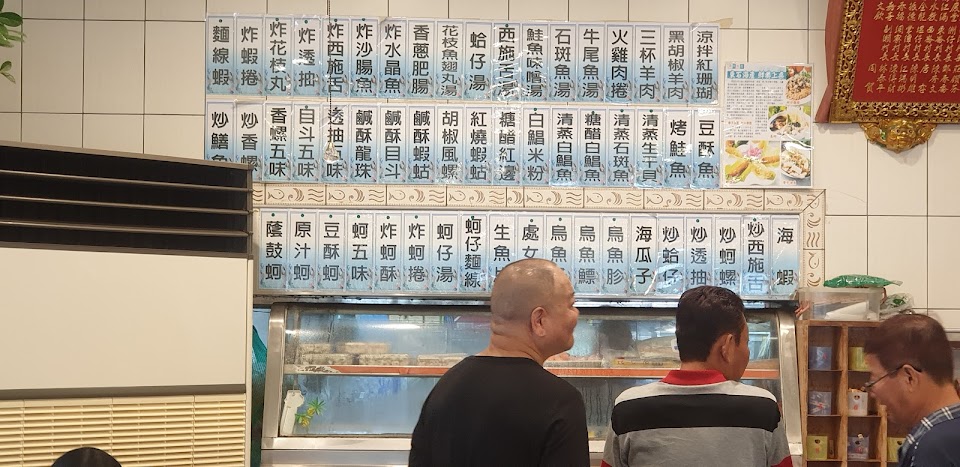 麵線蝦
炸蝦捲
炸花枝丸
炸透抽
炸西施舌
炸沙腸魚
炸水晶魚
香蔥肥腸
花枝魚翅丸湯
蛤仔湯
西施舌湯
鮭魚味噌湯
石斑魚湯
牛尾魚湯
火雞肉捲
三杯羊肉
黑胡椒羊肉
涼拌紅珊瑚
炒鱔魚
炒香螺
香螺五味
自斗五味
透抽五味
鹹酥龍珠
鹹酥目斗
鹹酥蝦蛄
胡椒風螺
紅燒蝦蛄
糖醋紅邊
白鯧米粉
清蒸白鯧魚
糖醋白鯧魚
清蒸石斑魚
清蒸生干貝
烤鮭魚
豆酥魚
蔭鼓蚵
原汁蚵
豆酥蚵
蚵五味
炸蚵酥
炸蚵捲
蚵仔湯
蚵仔麵線
生魚片
處女
烏魚
烏魚鰾
烏魚胗
海瓜子
炒蛤仔
炒透抽
炒蚵螺
炒西施舌
海蝦